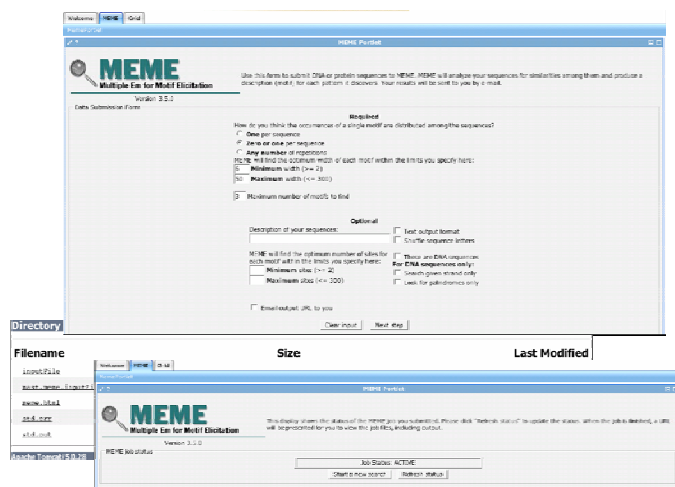 Welcome MEME Grid
MEME Portlet
MEME
Multiple Em for Motif Elicitation
Use this form to submit DNA or protein sequences to MEME. MEME will analyze your sequences for similarities among them and produce a
description (motif) for each pattern it discovers. Your results will be sent to you by e-mail.
Version 3.5.0
Data Submission Form
Required
How do you think the occurrences of a single motif are distributed among the sequences?
One per sequence
Zero or one per sequence
Any number of repetitions
MEME will find the optimum width of each motif within the limits you specify here:
6 Minimum width (>= 2)
50 Maximum width (<= 300)
3 Maximum number of motifs to find
Optional
Description of your sequences:
Text output format
Shuffle sequence letters
MEME will find the optimum number of sites for
each motif within the limits you specify here:
Minimum sites (>= 2)
Maximum sites (<= 300)
These are DNA sequences
For DNA sequences only:
Search given strand only
Look for palindromes only
Email output URL to you
Clear input Next step
Directory
Filename Size Last Modified
inputFile
meme.html
std.err
std.out
Apache Tomcat/5.0.28
Welcome MEME Grid
MEME Portlet
MEME
Multiple Em for Motif Elicitation
This display shows the status of the MEME job you submitted. Please click "Refresh status" to update the status. When the job is finished, a URL
will be presented for you to view the job files, including output.
Version 3.5.0
MEME job status
Job Status: ACTIVE
Start a new search Refresh status